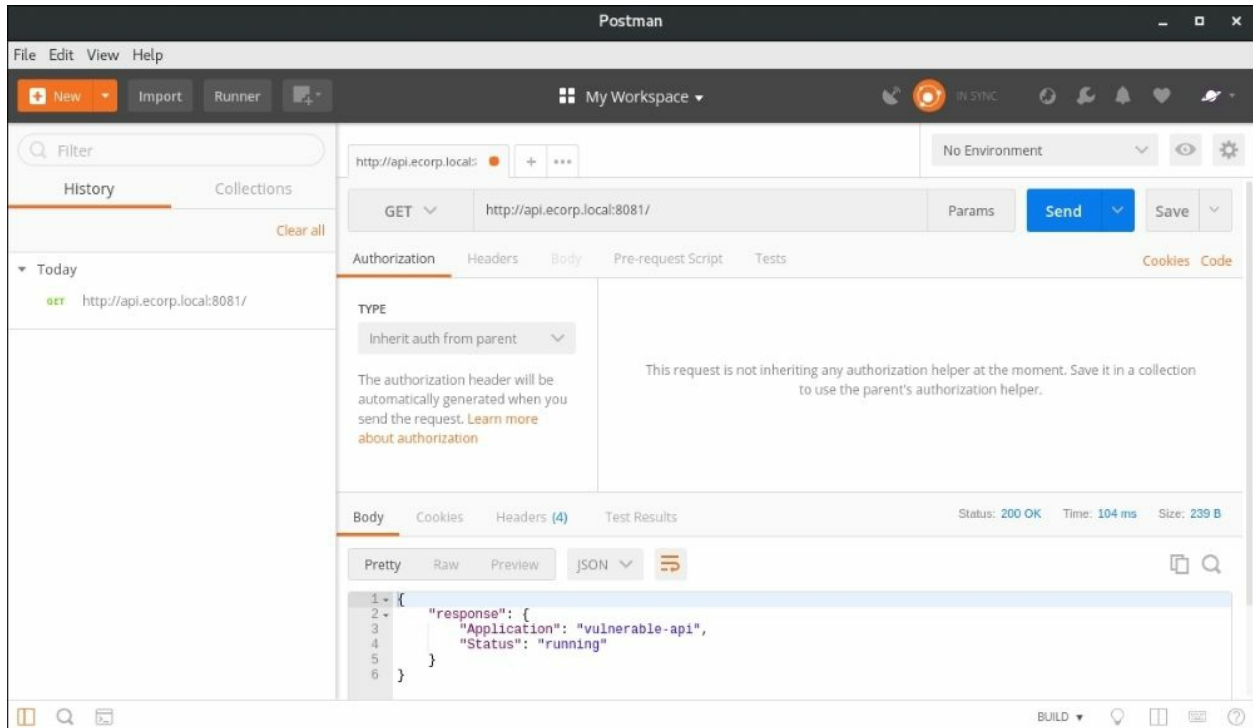 Postman
File Edit View Help
New Import Runner My Workspace IN SYNC
Filter
History Collections
Clear all
Today
GET http://api.ecorp.local:8081/
http://api.ecorp.local:
No Environment
GET http://api.ecorp.local:8081/ Params Send Save
Authorization Headers Body Pre-request Script Tests Cookies Code
TYPE
Inherit auth from parent
The authorization header will be
automatically generated when you
send the request. Learn more
about authorization
This request is not inheriting any authorization helper at the moment. Save it in a collection
to use the parent's authorization helper.
Body Cookies Headers (4) Test Results Status: 200 OK Time: 104 ms Size: 239 B
Pretty Raw Preview JSON
1 {
2 "response": {
3 "Application": "vulnerable-api",
4 "Status": "running"
5 }
6 }
BUILD